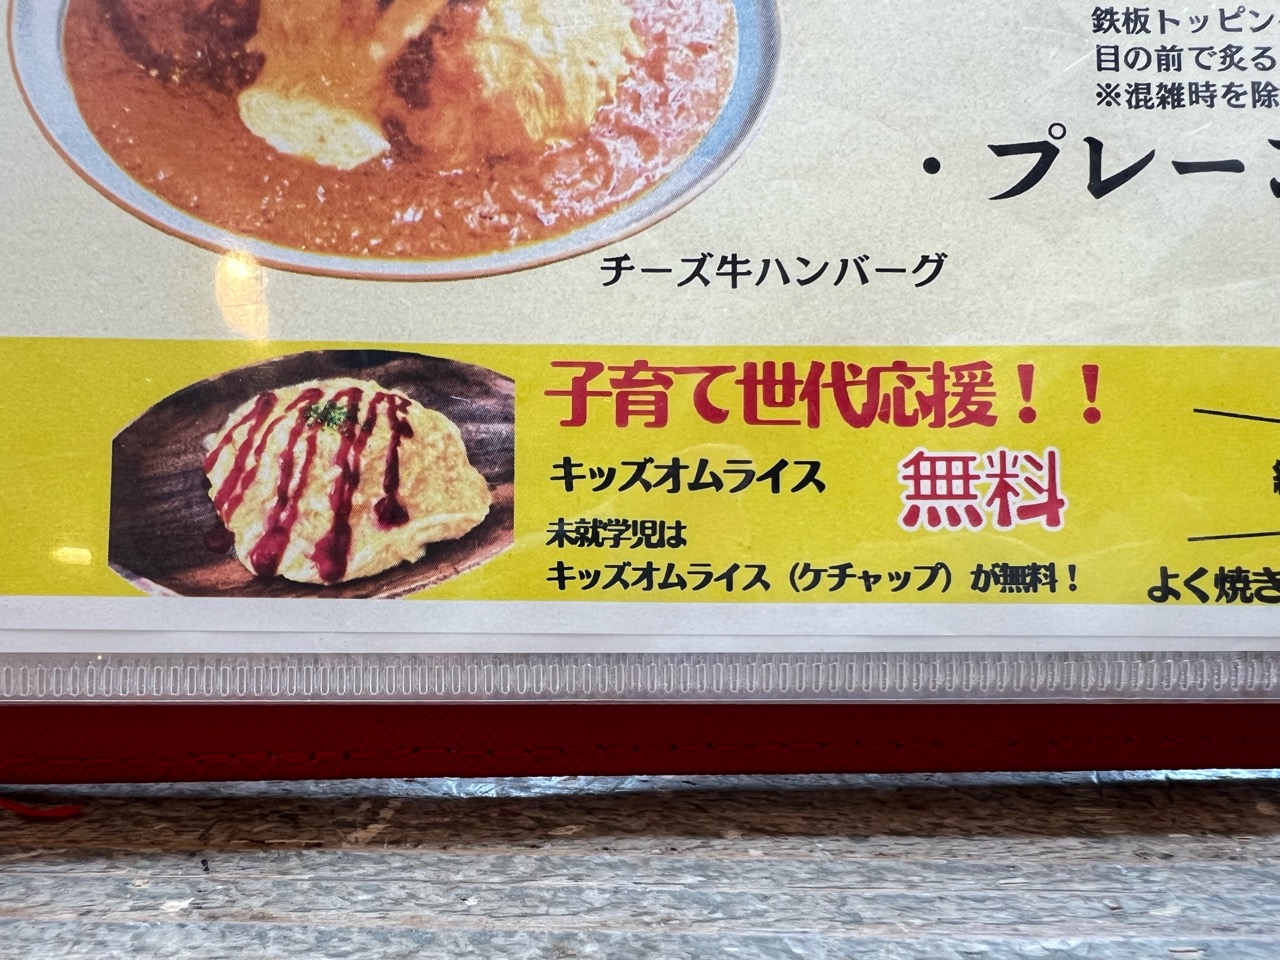 鉄板トッピン
目の前で炙る
※混雑時を除
・プレー
チーズ牛ハンバーグ
子育て世代応援！！
キッズオムライス 無料
未就学児は
キッズオムライス（ケチャップ）が無料！
よく焼き